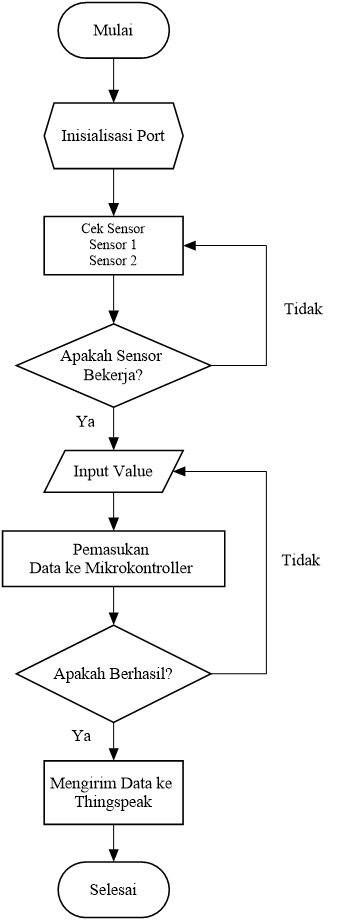 Mulai
Inisialisasi Port
Cek Sensor
Sensor 1
Sensor 2
Tidak
Apakah Sensor
Bekerja?
Ya
Input Value
Pemasukan
Data ke Mikrokontroller
Tidak
Apakah Berhasil?
Ya
Mengirim Data ke
Thingspeak
Selesai